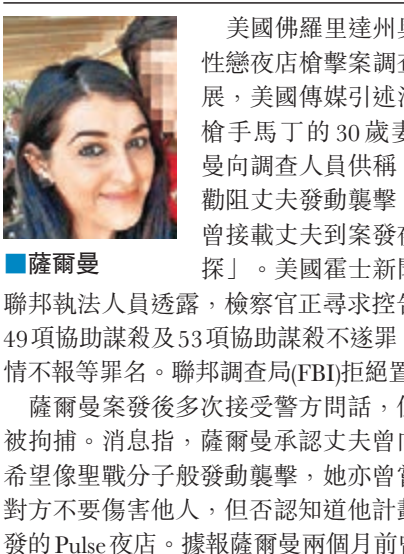 美國佛羅里達州
性戀夜店槍擊案調
展，美國傳媒引述
槍手馬丁的30歲妻
曼向調查人員供稱
勸阻丈夫發動襲擊
曾接載丈夫到案發
■薩爾曼
探」。美國霍士新
聯邦執法人員透露，檢察官正尋求控
49項協助謀殺及53項協助謀殺不遂罪
情不報等罪名。聯邦調查局(FBI)拒絕
薩爾曼案發後多次接受警方問話，
被拘捕。消息指，薩爾曼承認丈夫曾
希望像聖戰分子般發動襲擊，她亦曾
對方不要傷害他人，但否認知道他計
發的Pulse夜店。據報薩爾曼兩個月前